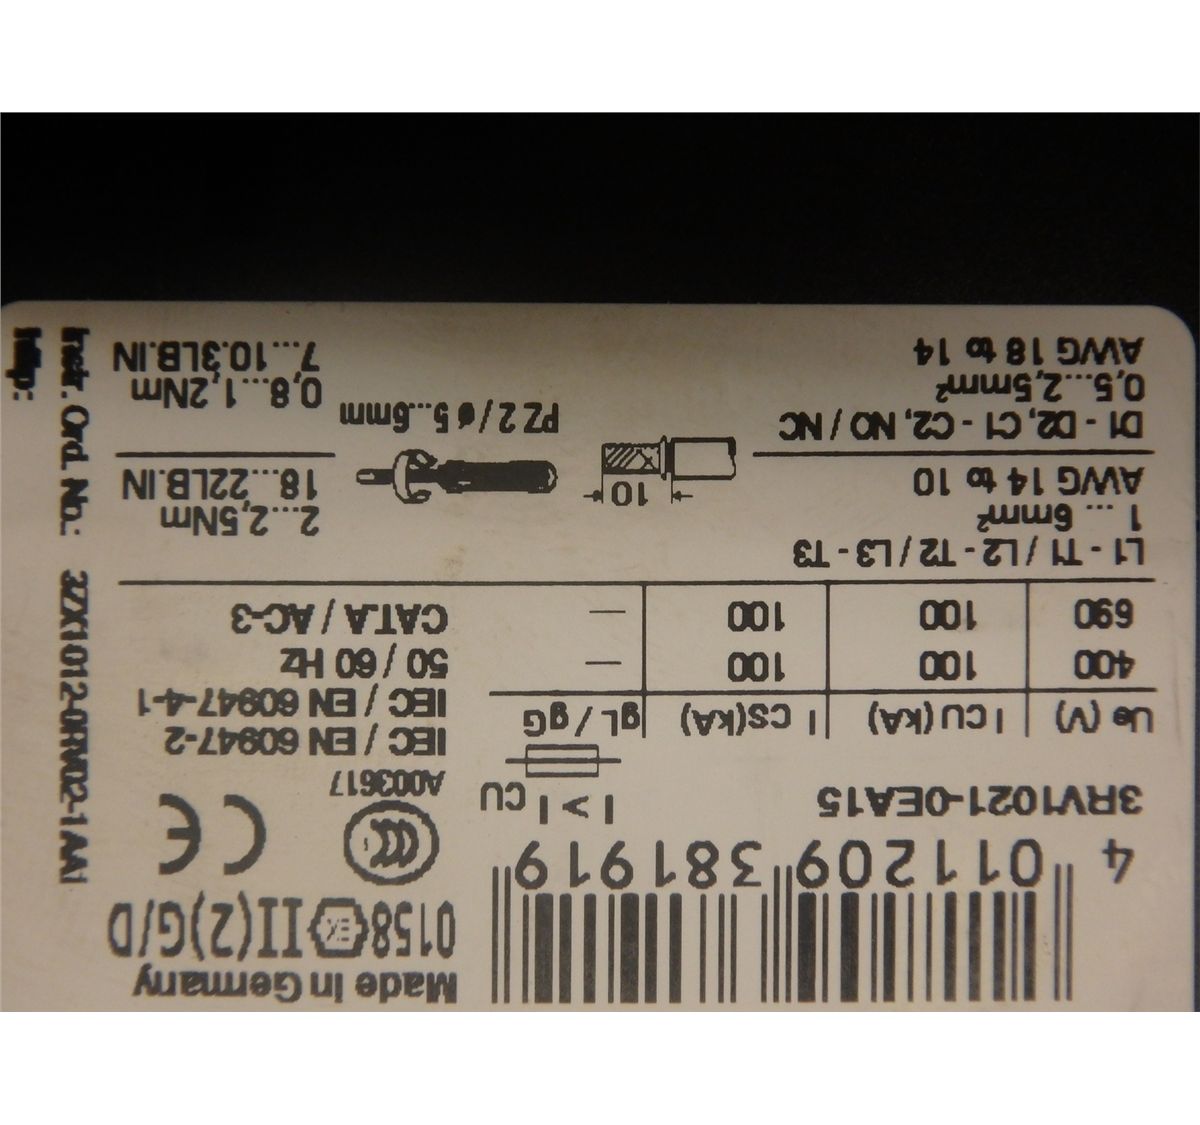 Made in Germany
0158 EX II(2)G/D
4 011209 381919
CE
CCC
A003617
3RV1021-0EA15
I > I CU
IEC / EN 60947-2
IEC / EN 60947-4-1
50 / 60 Hz
CAT.A / AC-3
Ue (V) I CU (kA) I CS(kA) gL / gG
400 100 100 —
690 100 100 —
L1 - T1 / L2 - T2 / L3 - T3
1 ... 6mm²
AWG 14 to 10
D1 - D2, C1 - C2, NO / NC
0,5...2,5mm²
AWG 18 to 14
10
PZ 2 / ø 5...6mm
2...2,5Nm
18...22LB.IN
0,8...1,2Nm
7...10.3LB.IN
Instr. Ord. No.: 3ZX1012-0RV02-1AA1